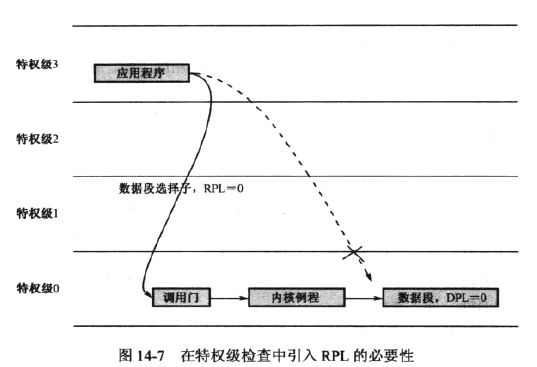 特权级3
应用程序
特权级2
数据段选择子，RPL＝0
特权级1
特权级0
调用门
内核例程
数据段，DPL＝0
图 14-7 在特权级检查中引入 RPL 的必要性